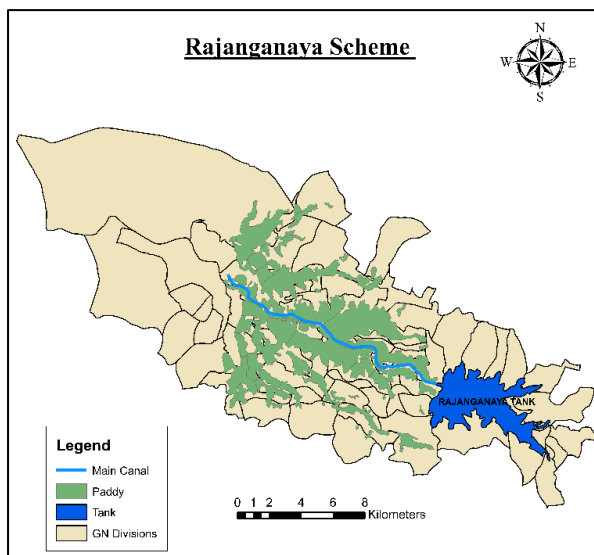 Rajanganaya Scheme
N
W E
S
RAJANGANAYA TANK
Legend
Main Canal
Paddy
Tank
GN Divisions
0 1 2 4 6 8
Kilometers